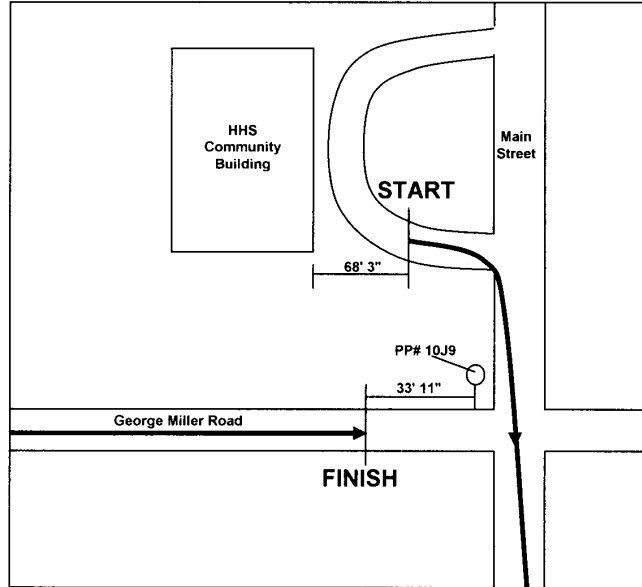 HHS
Community
Building
Main
Street
START
68' 3"
PP# 10J9
33' 11"
George Miller Road
FINISH